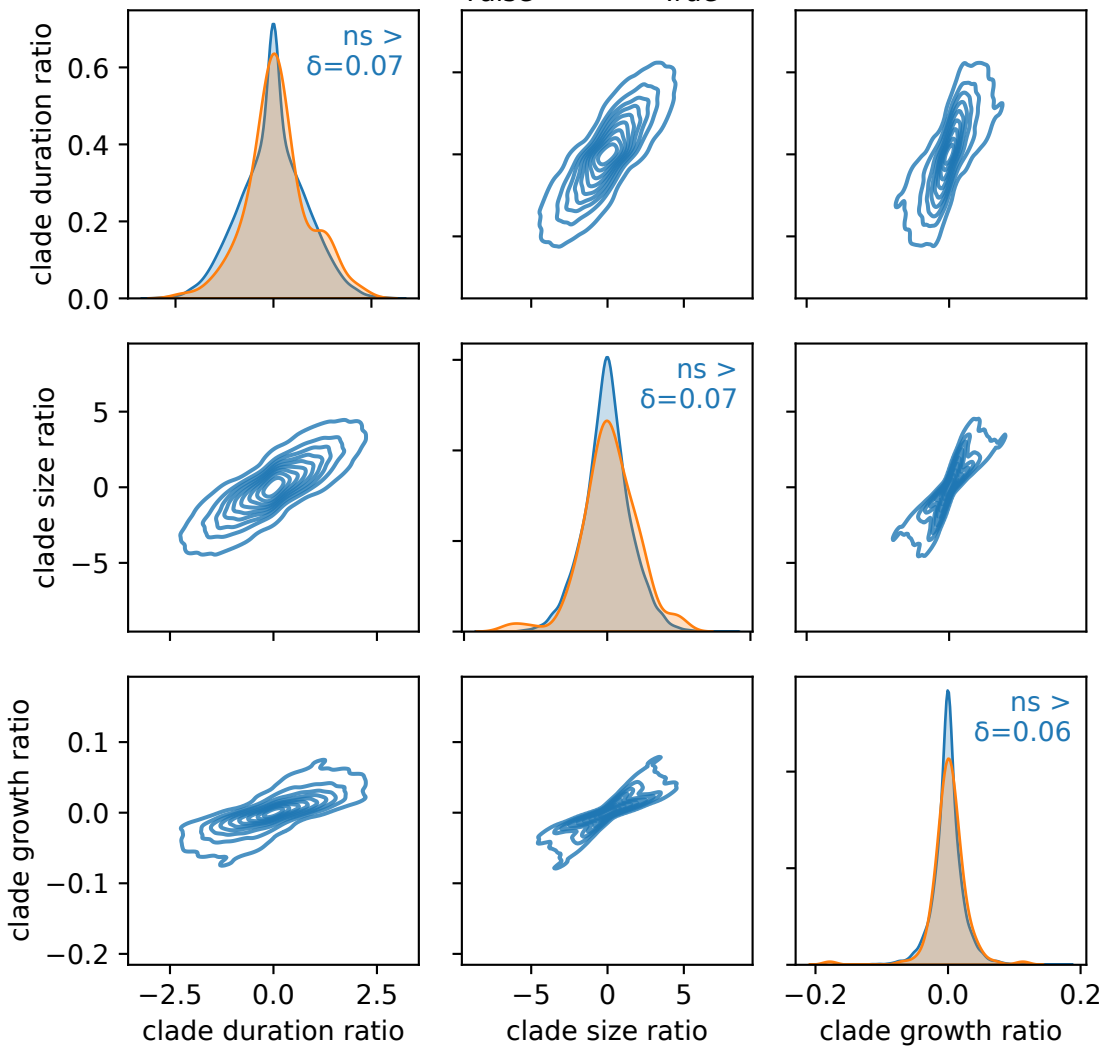 clade duration ratio
0.6
0.4
0.2
0.0
ns >
δ=0.07
clade size ratio
5
0
−5
ns >
δ=0.07
clade growth ratio
0.1
0.0
−0.1
−0.2
ns >
δ=0.06
−2.5 0.0 2.5
−5 0 5
−0.2 0.0 0.2
clade duration ratio
clade size ratio
clade growth ratio